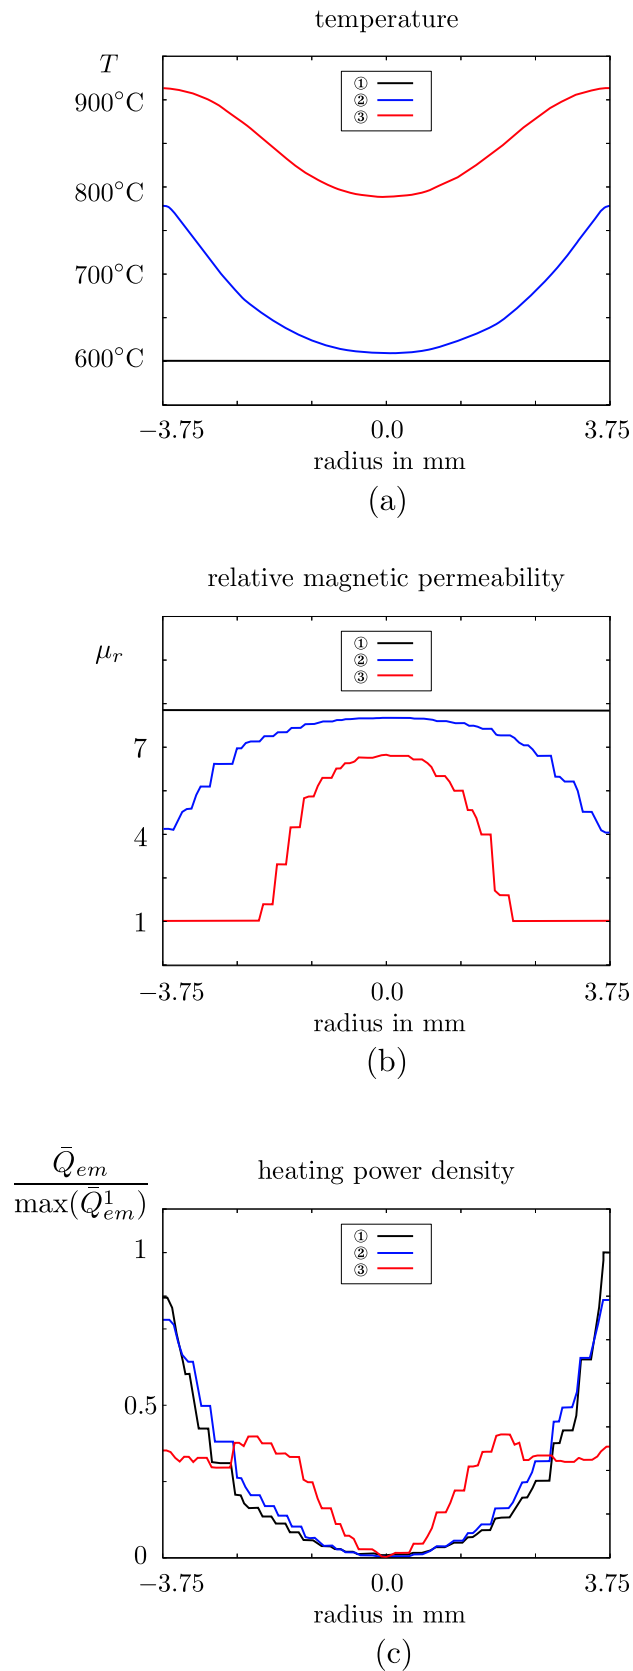 temperature
T
900°C
①
②
③
800°C
700°C
600°C
−3.75 0.0 3.75
radius in mm
(a)
relative magnetic permeability
①
②
③
μr
7
4
1
−3.75 0.0 3.75
radius in mm
(b)
Q̄em
max(Q̄¹em)
heating power density
①
②
③
1
0.5
0
−3.75 0.0 3.75
radius in mm
(c)